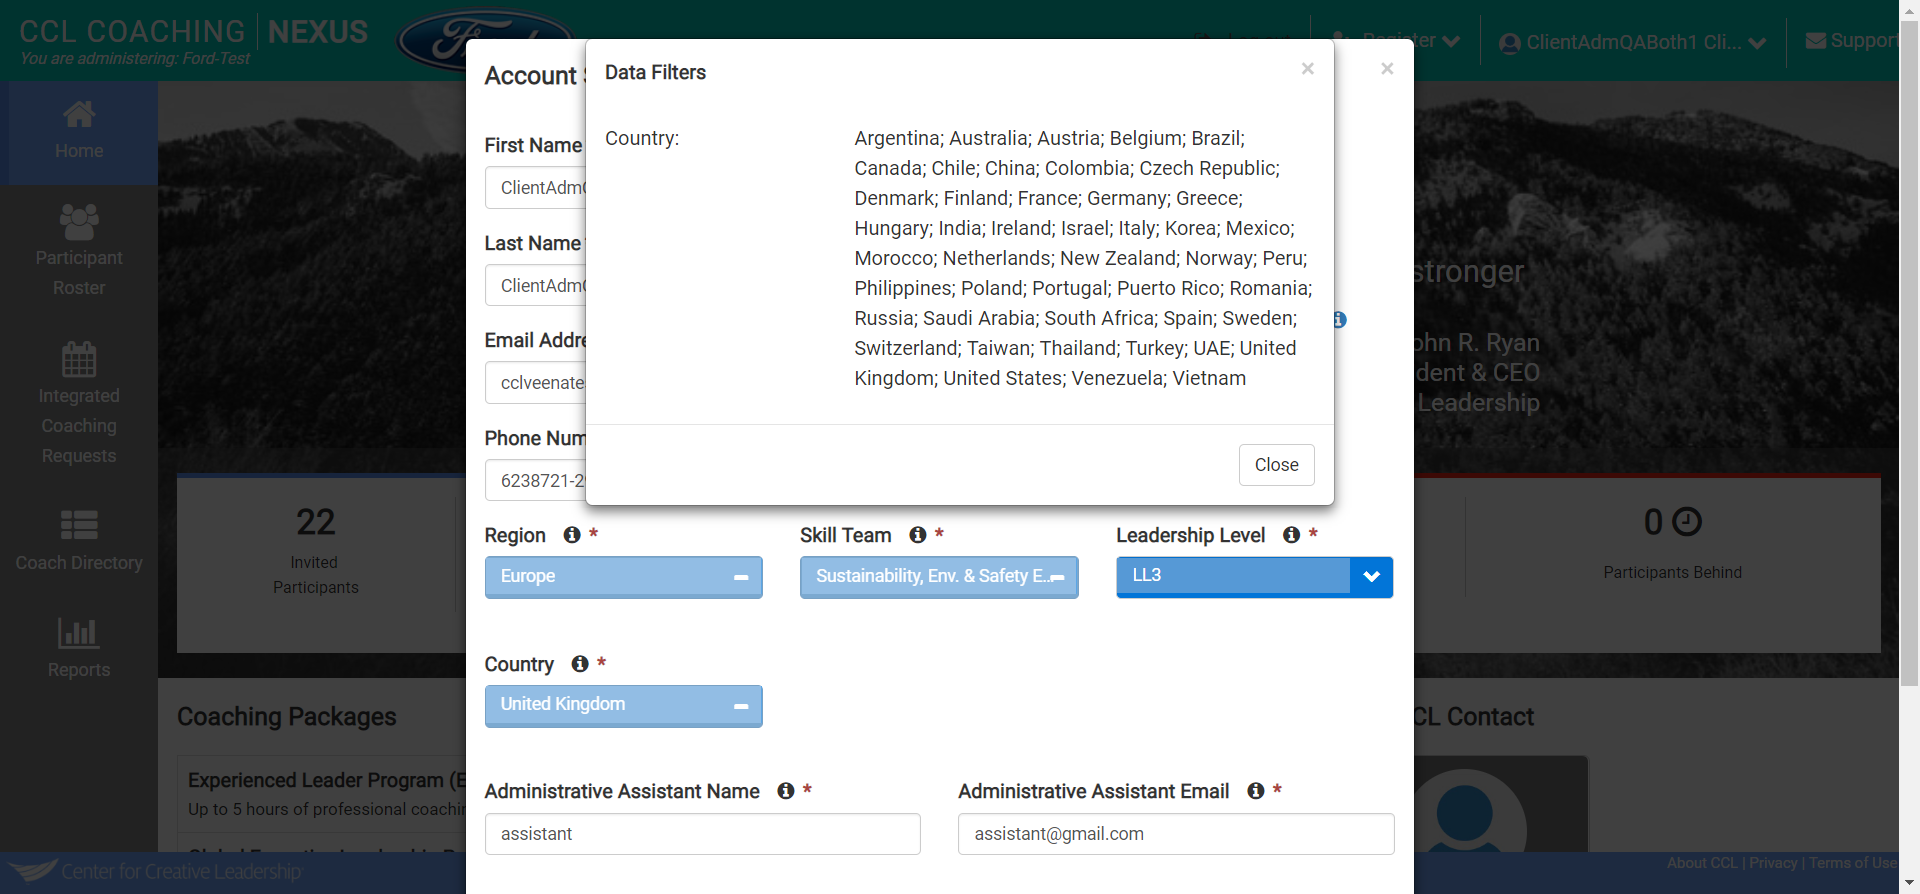 CCL COACHING NEXUS
You are administering: Ford-Test
Ford
Register
ClientAdmQABoth1 Cli...
Support
Home
Participant
Roster
Integrated
Coaching
Requests
Coach Directory
Reports
Account
Data Filters
×
×
Country:
Argentina; Australia; Austria; Belgium; Brazil;
Canada; Chile; China; Colombia; Czech Republic;
Denmark; Finland; France; Germany; Greece;
Hungary; India; Ireland; Israel; Italy; Korea; Mexico;
Morocco; Netherlands; New Zealand; Norway; Peru;
Philippines; Poland; Portugal; Puerto Rico; Romania;
Russia; Saudi Arabia; South Africa; Spain; Sweden;
Switzerland; Taiwan; Thailand; Turkey; UAE; United
Kingdom; United States; Venezuela; Vietnam
Close
First Name
ClientAdm
Last Name
ClientAdm
Email Addre
cclveenate
Phone Num
6238721-2
stronger
ohn R. Ryan
dent & CEO
Leadership
22
Invited
Participants
0
Participants Behind
Region *
Europe
Skill Team *
Sustainability, Env. & Safety E...
Leadership Level *
LL3
Country *
United Kingdom
Administrative Assistant Name *
assistant
Administrative Assistant Email *
assistant@gmail.com
Coaching Packages
Experienced Leader Program (E
Up to 5 hours of professional coachin
CL Contact
Center for Creative Leadership
About CCL | Privacy | Terms of Use